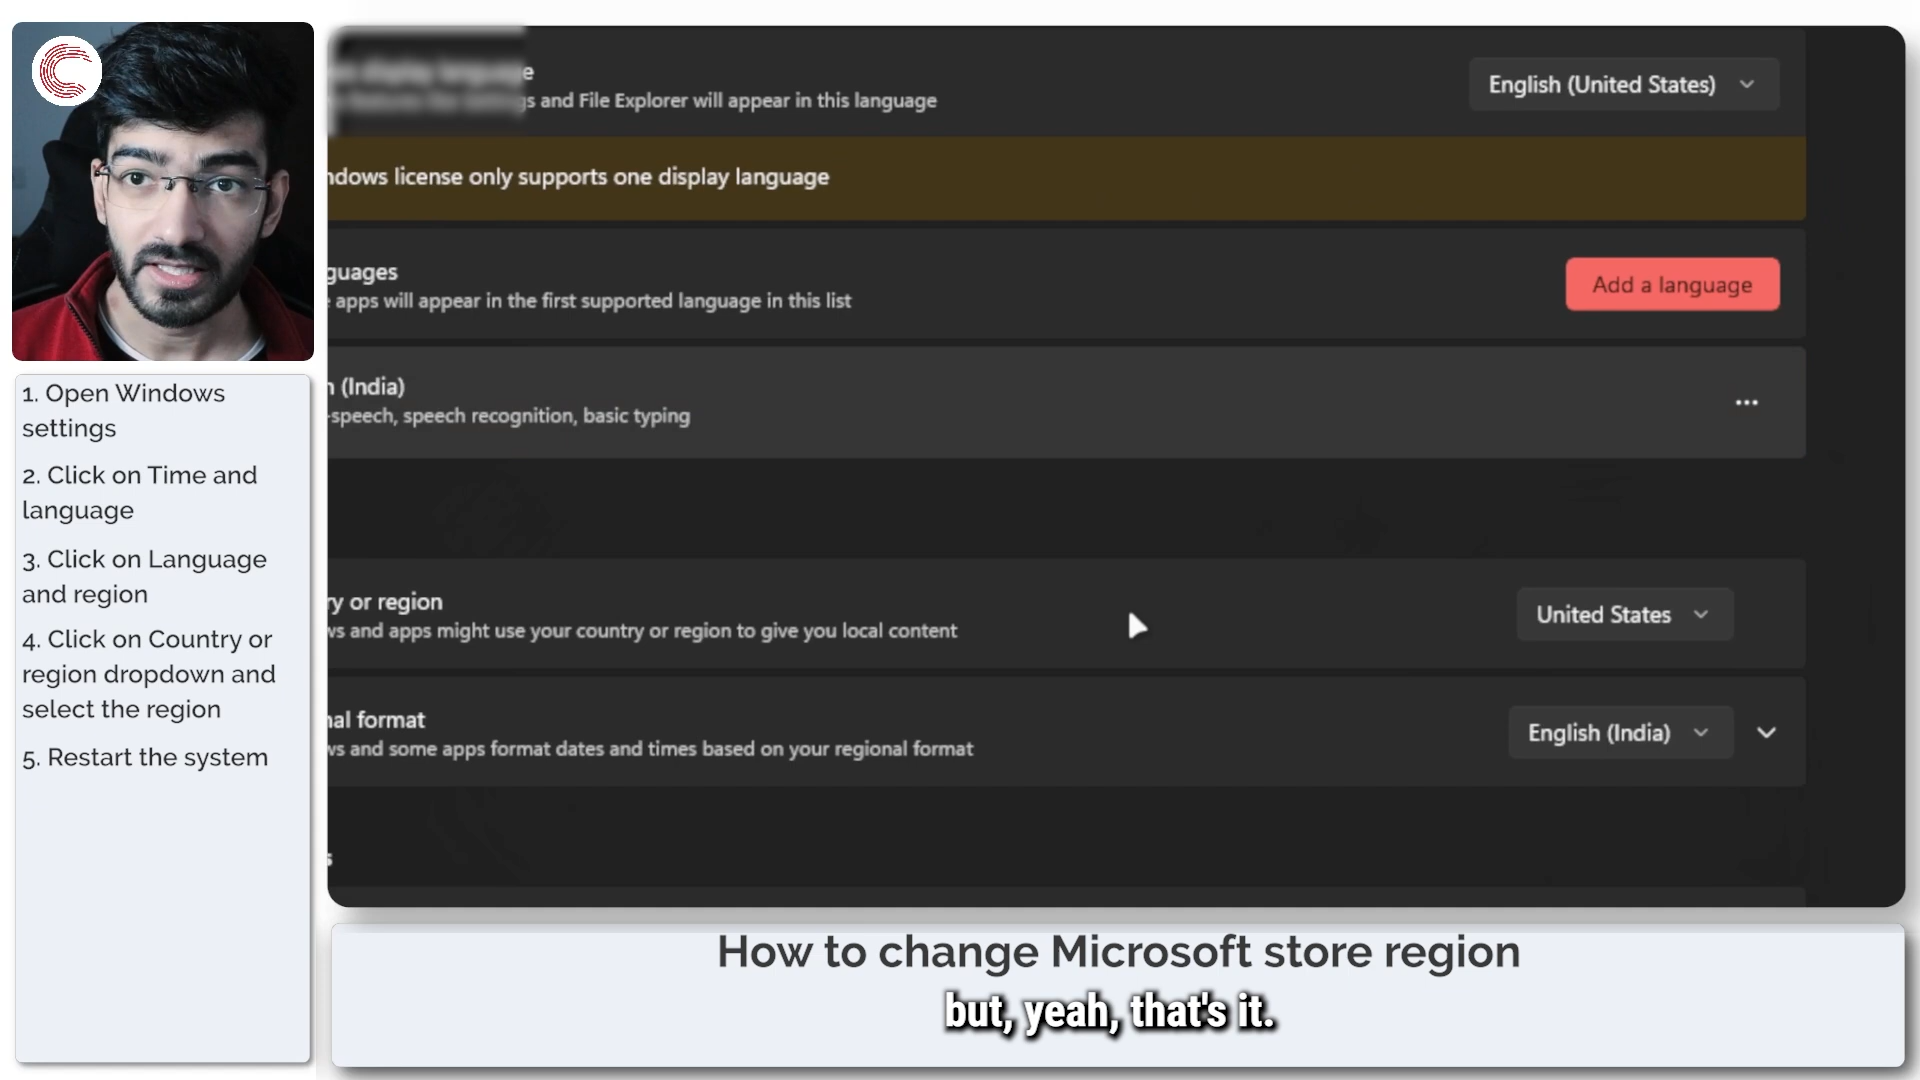 1. Open Windows
settings
2. Click on Time and
language
3. Click on Language
and region
4. Click on Country or
region dropdown and
select the region
5. Restart the system
e
English (United States)
s and File Explorer will appear in this language
ndows license only supports one display language
guages
apps will appear in the first supported language in this list
Add a language
n (India)
-speech, speech recognition, basic typing
ry or region
ws and apps might use your country or region to give you local content
United States
nal format
ws and some apps format dates and times based on your regional format
English (India)
s
How to change Microsoft store region
but, yeah, that's it.